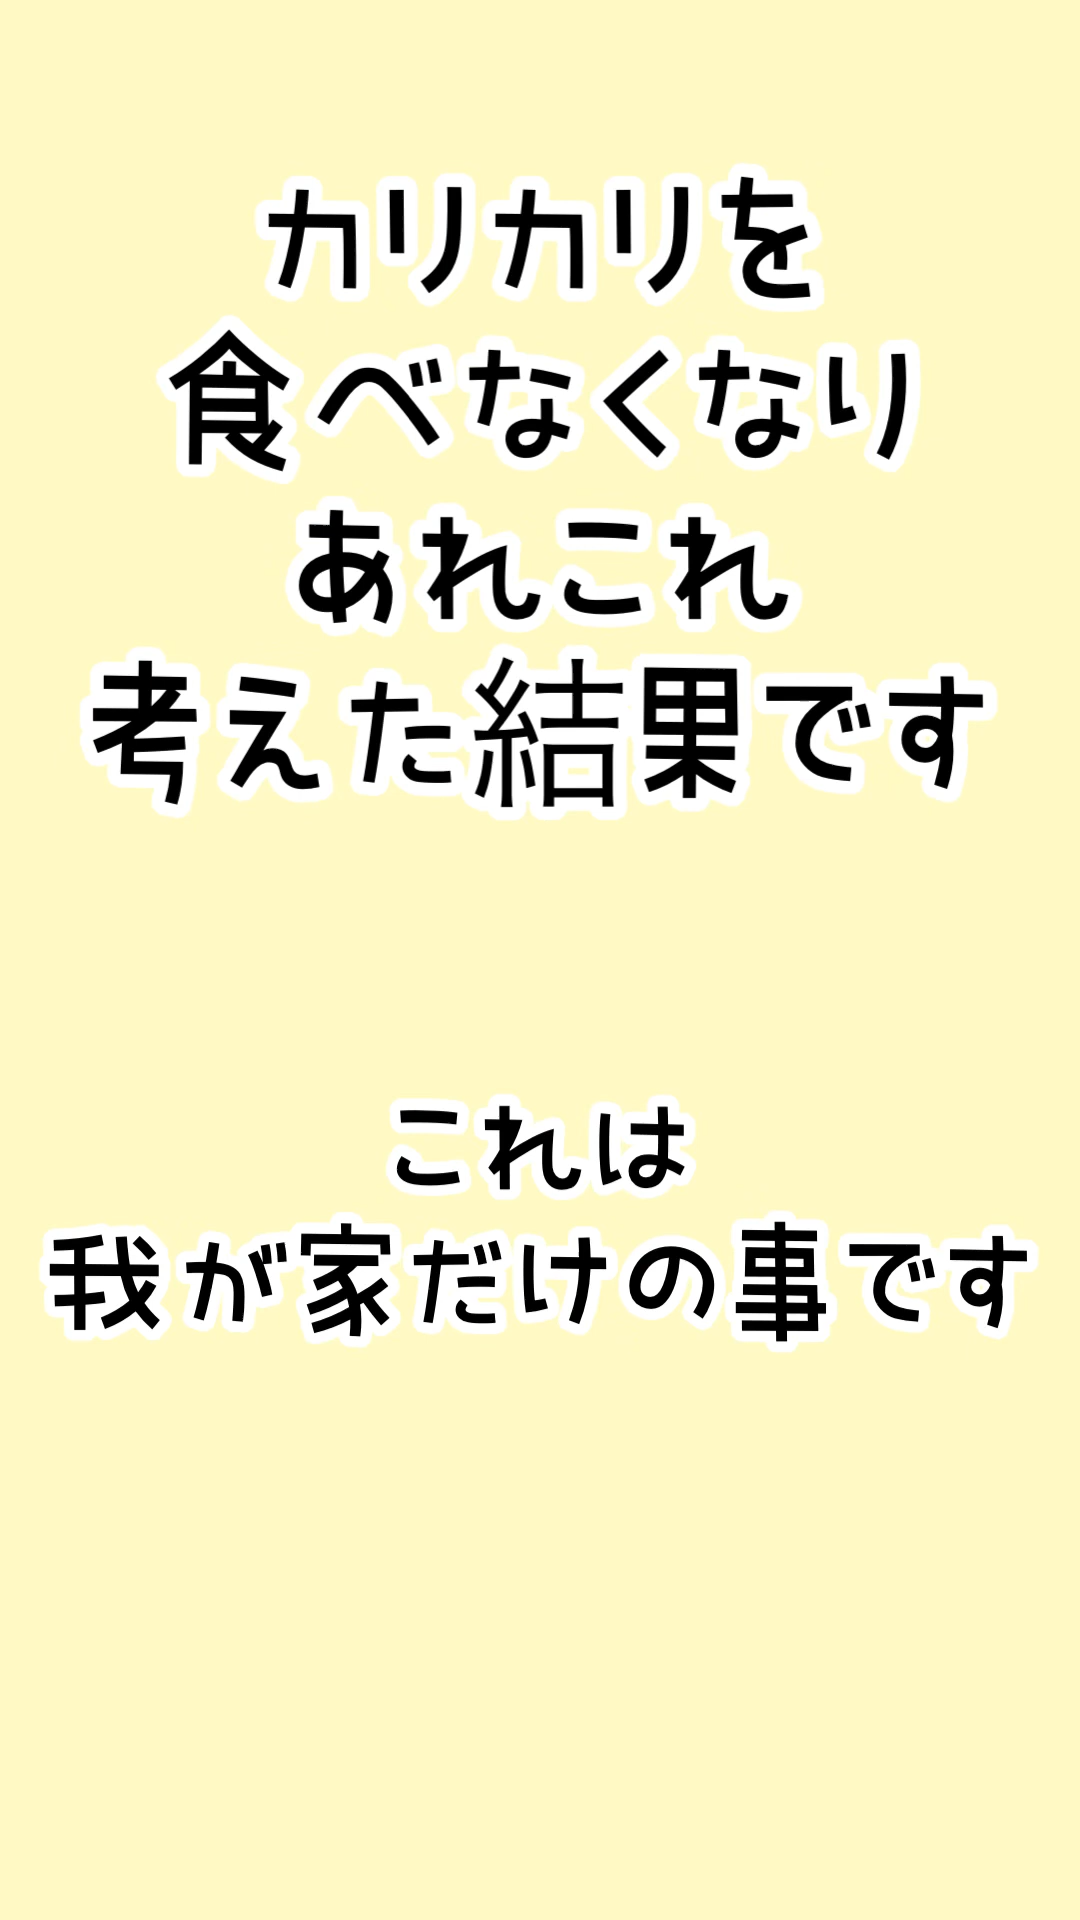 カリカリを
食べなくなり
あれこれ
考えた結果です
これは
我が家だけの事です